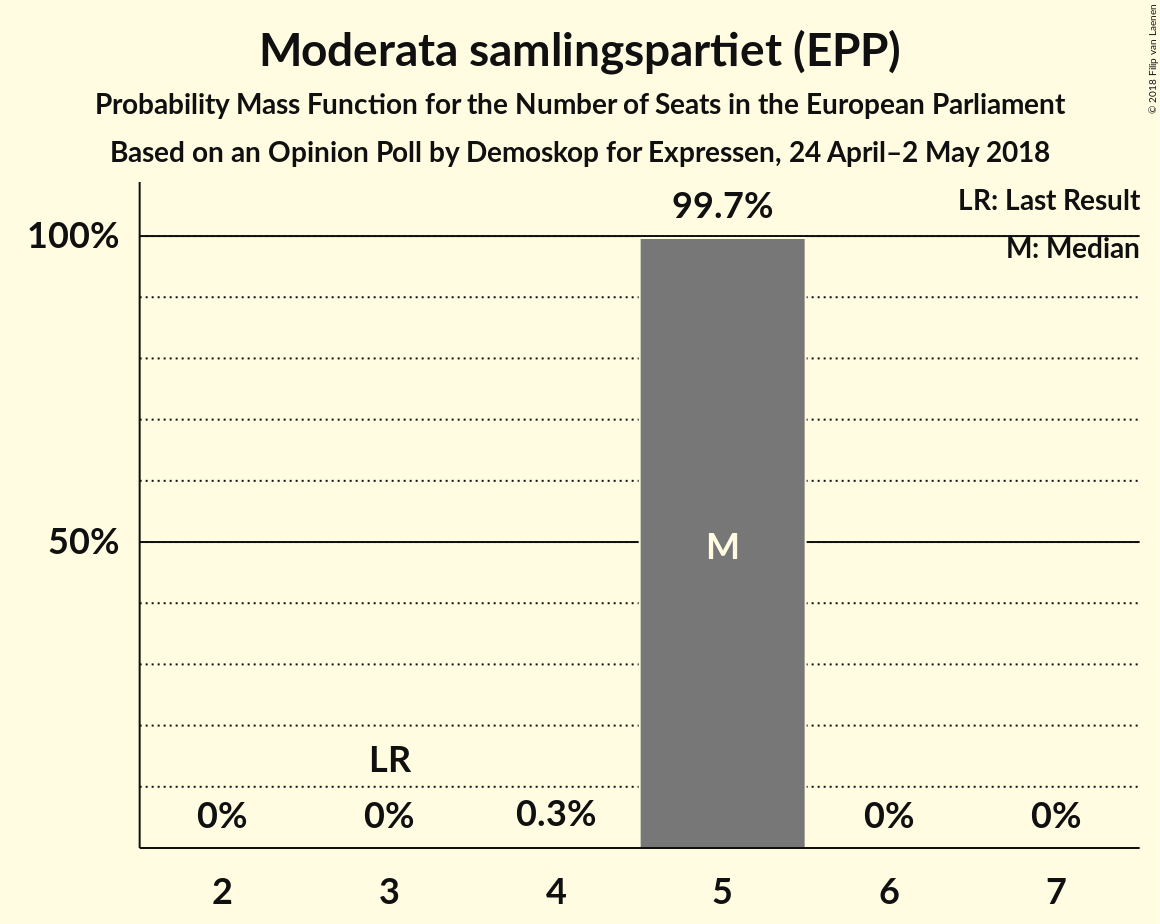 Moderata samlingspartiet (EPP)
Probability Mass Function for the Number of Seats in the European Parliament
Based on an Opinion Poll by Demoskop for Expressen, 24 April–2 May 2018
© 2018 Filip van Laenen
LR: Last Result
M: Median
99.7%
100%
50%
M
LR
0%
0%
0.3%
0%
0%
2
3
4
5
6
7